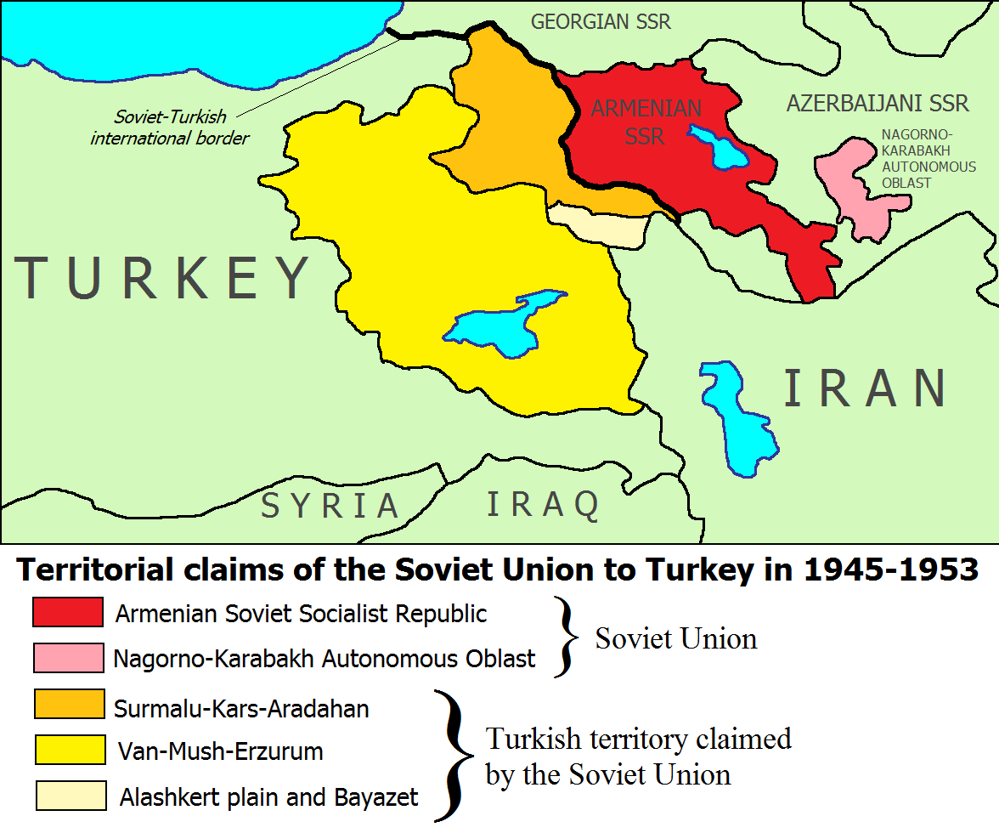 GEORGIAN SSR
Soviet-Turkish
international border
ARMENIAN
SSR
AZERBAIJANI SSR
NAGORNO-
KARABAKH
AUTONOMOUS
OBLAST
TURKEY
IRAN
SYRIA
IRAQ
Territorial claims of the Soviet Union to Turkey in 1945-1953
Armenian Soviet Socialist Republic
Nagorno-Karabakh Autonomous Oblast
Soviet Union
Surmalu-Kars-Aradahan
Van-Mush-Erzurum
Alashkert plain and Bayazet
Turkish territory claimed
by the Soviet Union